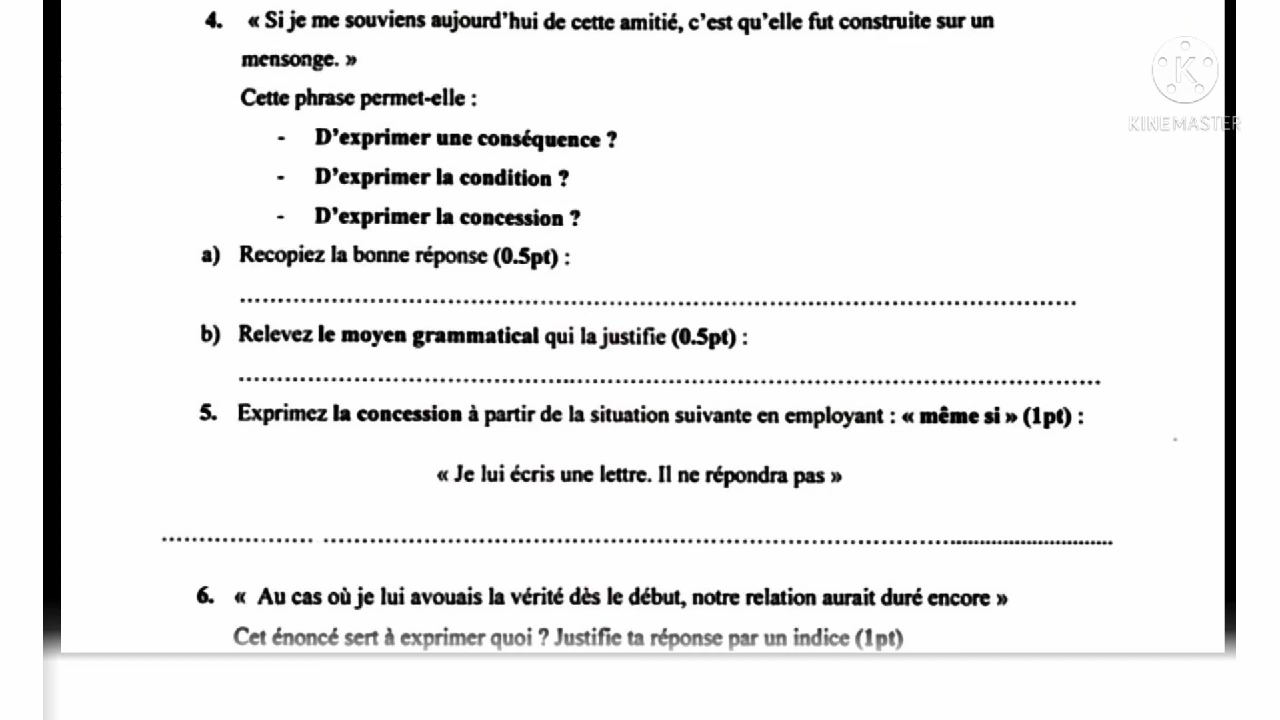 4. « Si je me souviens aujourd'hui de cette amitié, c'est qu'elle fut construite sur un
mensonge. »
Cette phrase permet-elle :
- D'exprimer une conséquence ?
- D'exprimer la condition ?
- D'exprimer la concession ?
a) Recopiez la bonne réponse (0.5pt) :
b) Relevez le moyen grammatical qui la justifie (0.5pt) :
5. Exprimez la concession à partir de la situation suivante en employant : « même si » (1pt) :
« Je lui écris une lettre. Il ne répondra pas »
6. « Au cas où je lui avouais la vérité dès le début, notre relation aurait duré encore »
Cet énoncé sert à exprimer quoi ? Justifie ta réponse par un indice (1pt)
K
KINEMASTER